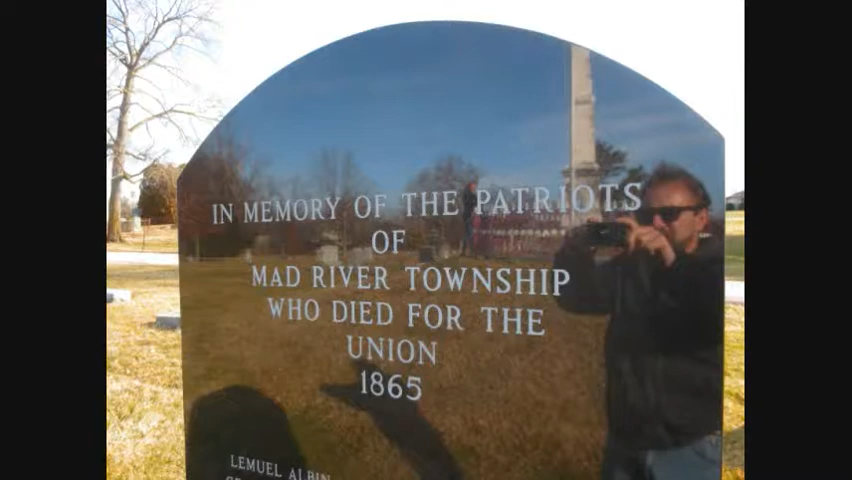 IN MEMORY OF THE PATRIOTS
OF
MAD RIVER TOWNSHIP
WHO DIED FOR THE
UNION
1865
LEMUEL ALBIN